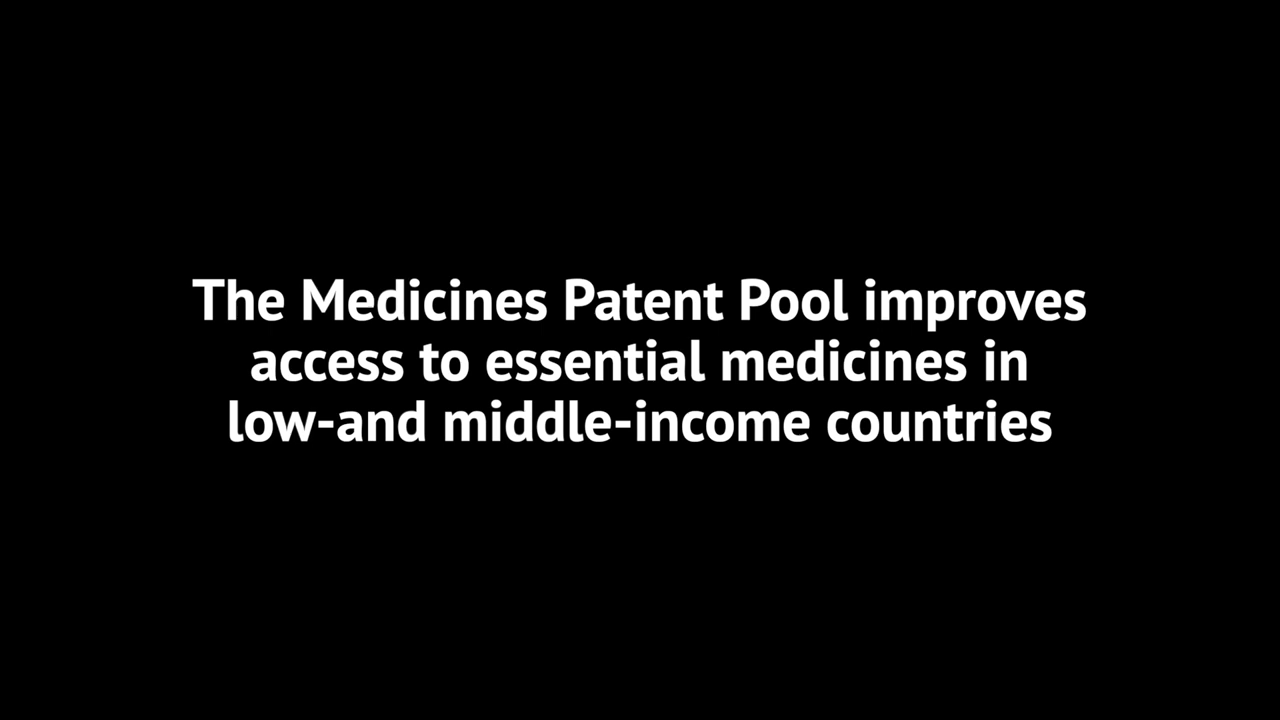 The Medicines Patent Pool improves
access to essential medicines in
low-and middle-income countries